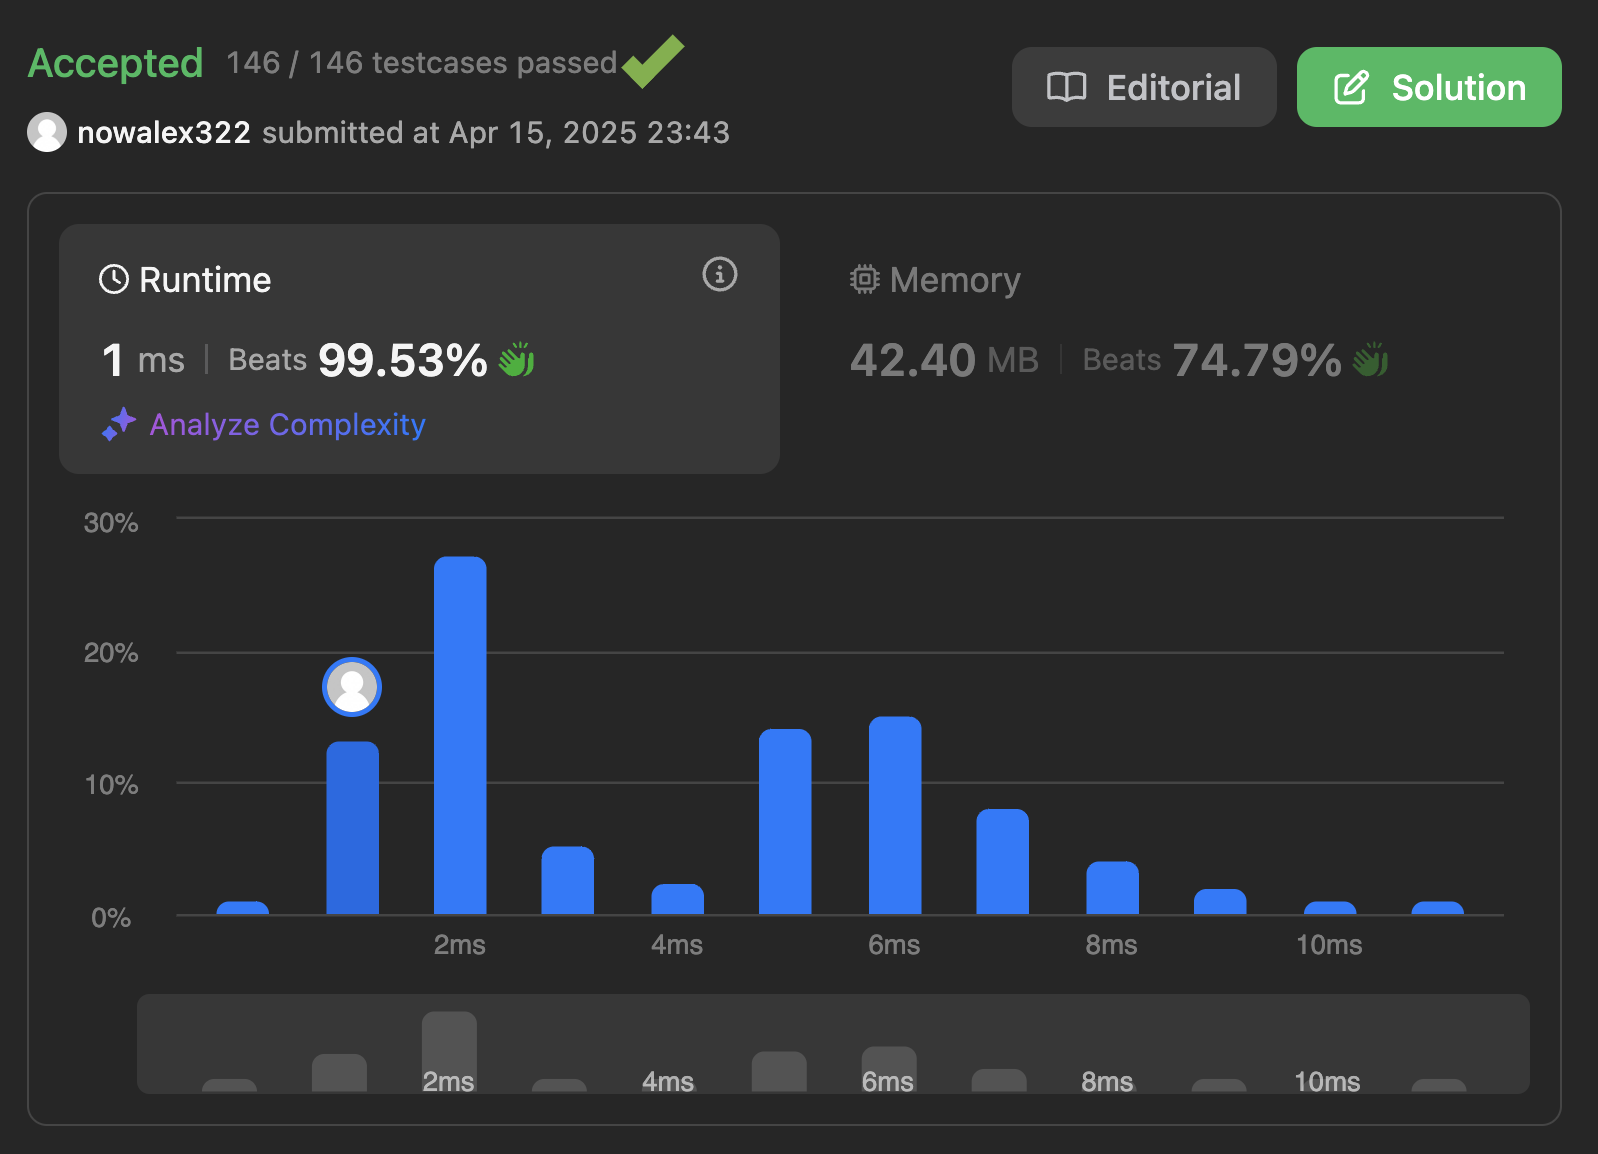 Accepted 146 / 146 testcases passed
Editorial
Solution
nowalex322 submitted at Apr 15, 2025 23:43
Runtime
1 ms | Beats 99.53%
Analyze Complexity
Memory
42.40 MB | Beats 74.79%
30%
20%
10%
0%
2ms 4ms 6ms 8ms 10ms
2ms 4ms 6ms 8ms 10ms